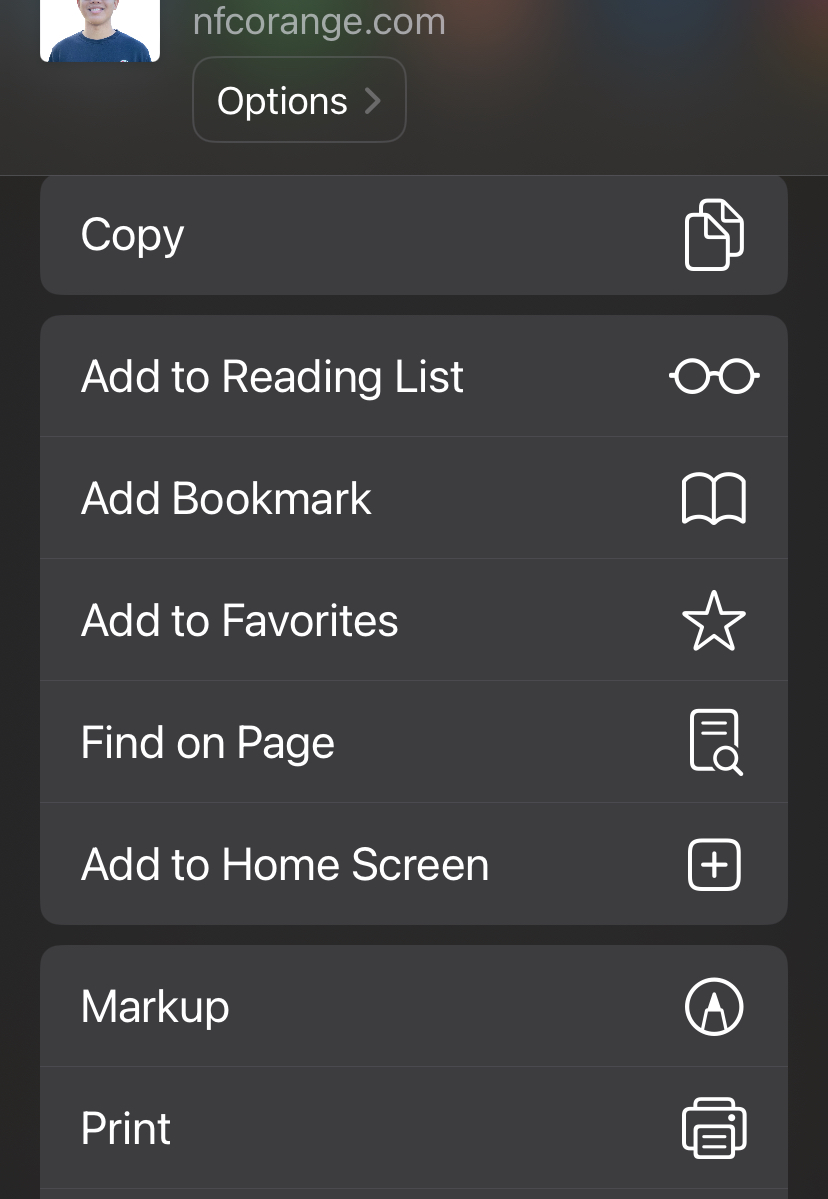 nfcorange.com
Options
Copy
Add to Reading List
Add Bookmark
Add to Favorites
Find on Page
Add to Home Screen
Markup
Print